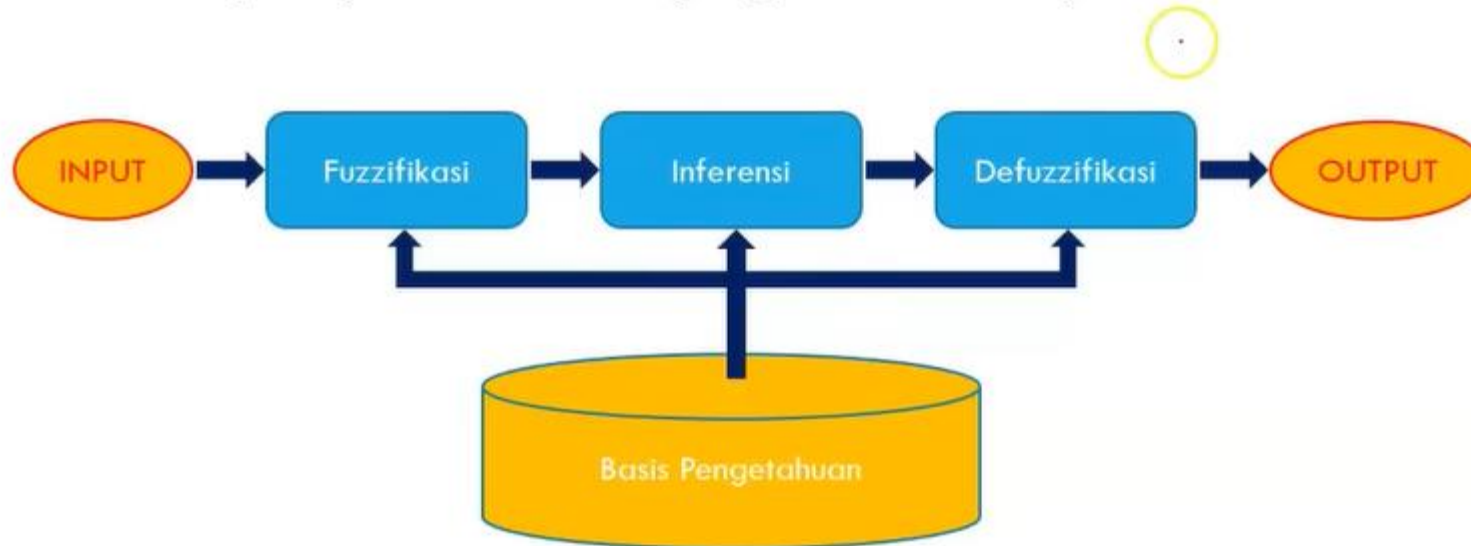 INPUT
Fuzzifikasi
Inferensi
Defuzzifikasi
OUTPUT
Basis Pengetahuan